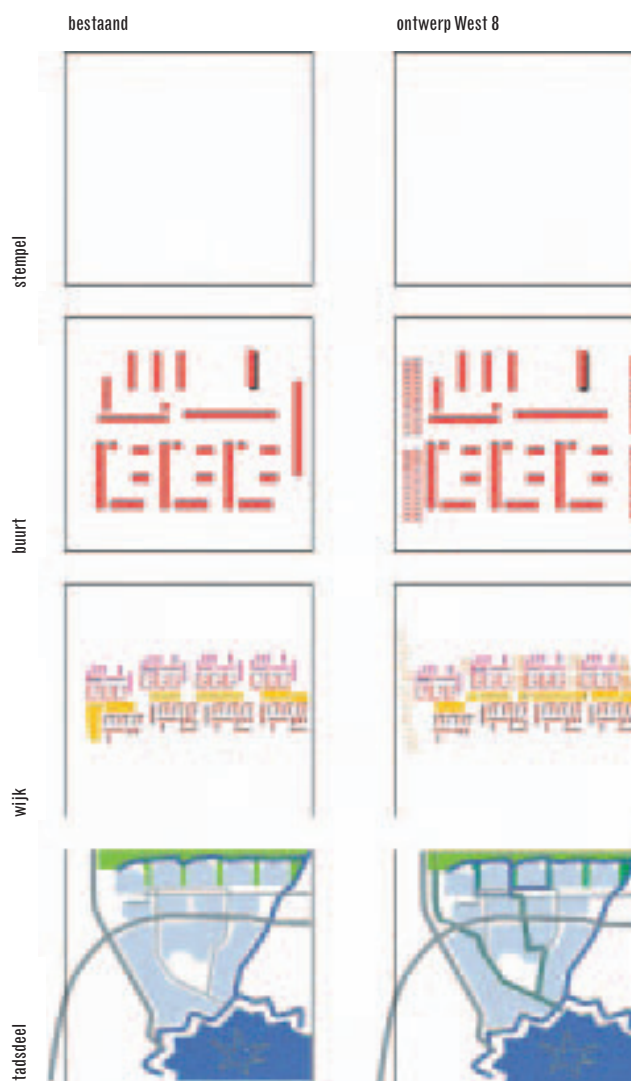 bestaand
ontwerp West 8
stempel
buurt
wijk
tadsdeel